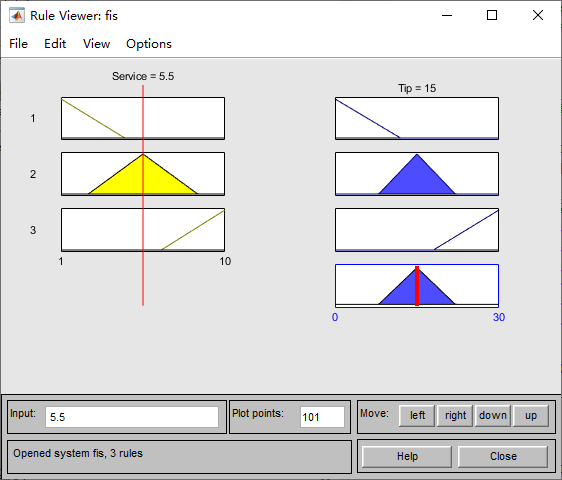 Rule Viewer: fis
File Edit View Options
Service = 5.5
Tip = 15
1
2
3
1 10
0 30
Input: 5.5 Plot points: 101 Move: left right down up
Opened system fis, 3 rules Help Close